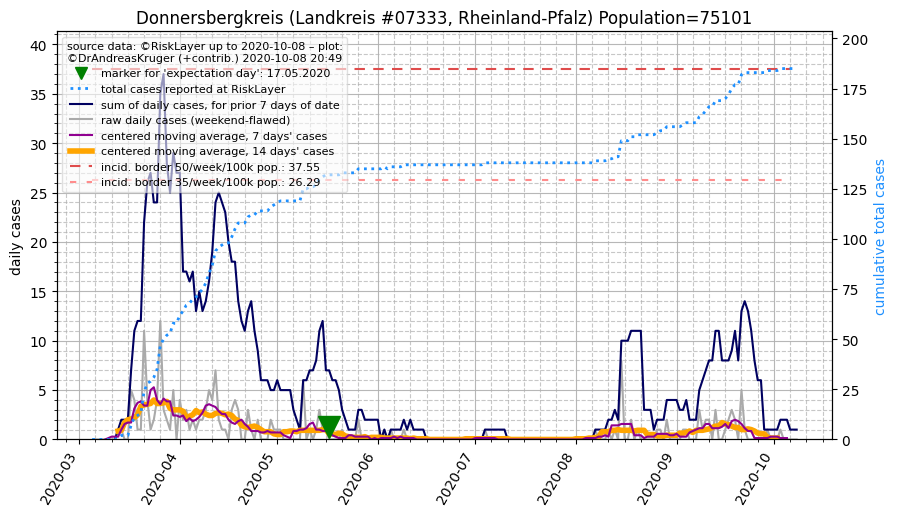 Donnersbergkreis (Landkreis #07333, Rheinland-Pfalz) Population=75101
source data: ©RiskLayer up to 2020-10-08 – plot:
©DrAndreasKruger (+contrib.) 2020-10-08 20:49
marker for 'expectation day': 17.05.2020
total cases reported at RiskLayer
sum of daily cases, for prior 7 days of date
raw daily cases (weekend-flawed)
centered moving average, 7 days' cases
centered moving average, 14 days' cases
incid. border 50/week/100k pop.: 37.55
incid. border 35/week/100k pop.: 26.29
daily cases
40
35
30
25
20
15
10
5
0
cumulative total cases
200
175
150
125
100
75
50
25
0
2020-03
2020-04
2020-05
2020-06
2020-07
2020-08
2020-09
2020-10